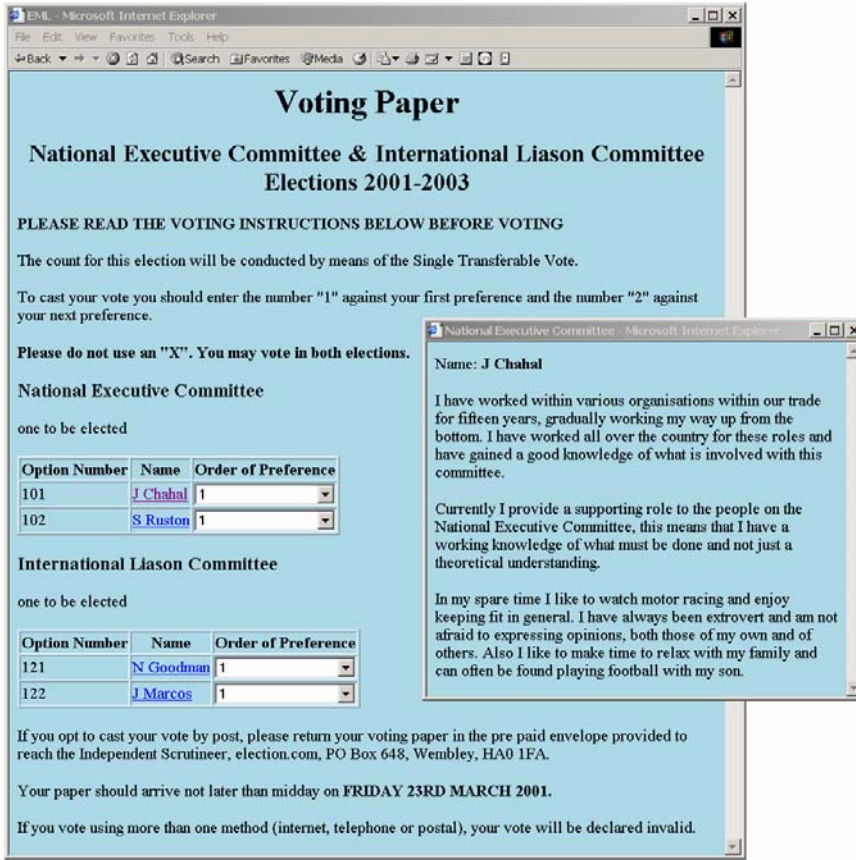 EML - Microsoft Internet Explorer
File Edit View Favorites Tools Help
Back Search Favorites Media
Voting Paper
National Executive Committee & International Liason Committee
Elections 2001-2003
PLEASE READ THE VOTING INSTRUCTIONS BELOW BEFORE VOTING
The count for this election will be conducted by means of the Single Transferable Vote.
To cast your vote you should enter the number "1" against your first preference and the number "2" against
your next preference.
Please do not use an "X". You may vote in both elections.
National Executive Committee
one to be elected
Option Number Name Order of Preference
101 J Chahal 1
102 S Ruston 1
International Liason Committee
one to be elected
Option Number Name Order of Preference
121 N Goodman 1
122 J Marcos 1
If you opt to cast your vote by post, please return your voting paper in the pre paid envelope provided to
reach the Independent Scrutineer, election.com, PO Box 648, Wembley, HA0 1FA.
Your paper should arrive not later than midday on FRIDAY 23RD MARCH 2001.
If you vote using more than one method (internet, telephone or postal), your vote will be declared invalid.
National Executive Committee - Microsoft Internet Explorer
Name: J Chahal
I have worked within various organisations within our trade
for fifteen years, gradually working my way up from the
bottom. I have worked all over the country for these roles and
have gained a good knowledge of what is involved with this
committee.
Currently I provide a supporting role to the people on the
National Executive Committee, this means that I have a
working knowledge of what must be done and not just a
theoretical understanding.
In my spare time I like to watch motor racing and enjoy
keeping fit in general. I have always been extrovert and am not
afraid to expressing opinions, both those of my own and of
others. Also I like to make time to relax with my family and
can often be found playing football with my son.